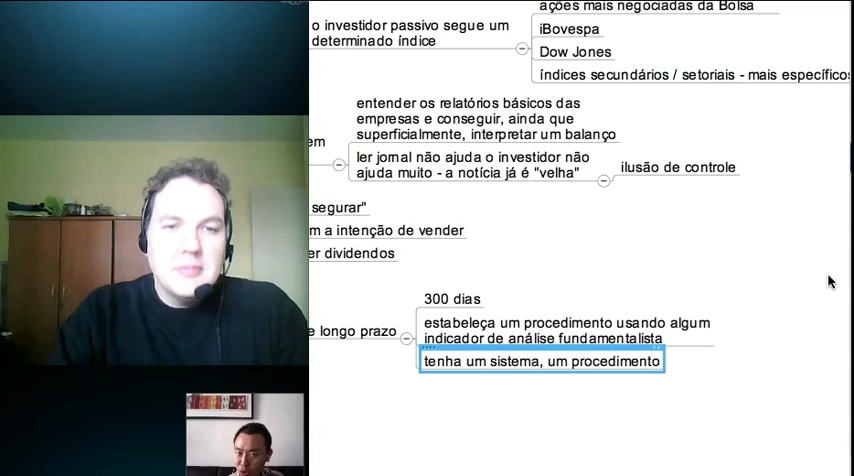 ações mais negociadas da Bolsa
o investidor passivo segue um
determinado índice
iBovespa
Dow Jones
índices secundários / setoriais - mais específicos
entender os relatórios básicos das
empresas e conseguir, ainda que
superficialmente, interpretar um balanço
em
ler jornal não ajuda o investidor não
ajuda muito - a notícia já é "velha"
ilusão de controle
segurar"
m a intenção de vender
er dividendos
300 dias
estabeleça um procedimento usando algum
indicador de análise fundamentalista
e longo prazo
tenha um sistema, um procedimento